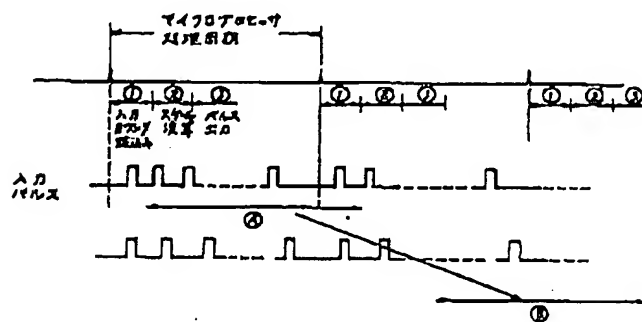 マイクロプロセッサ
処理周期
① ② ③ ① ② ③ ① ② ③
入力 スケール パルス
カウンタ 演算 出力
読込み
入力
パルス
Ⓐ
Ⓑ